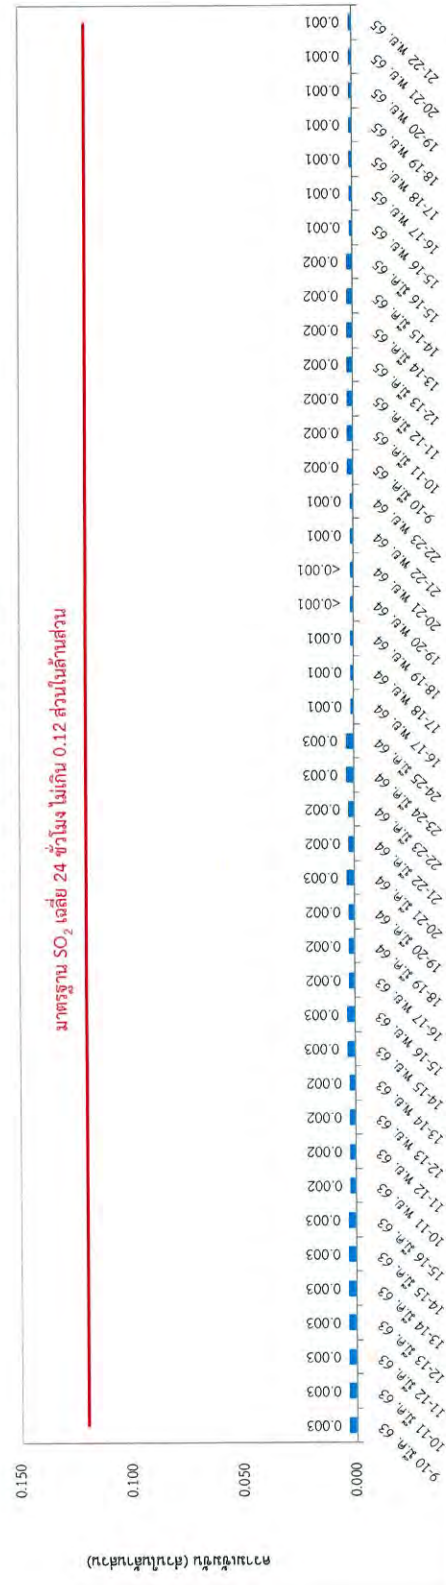 มาตรฐาน SO₂ เฉลี่ย 24 ชั่วโมง ไม่เกิน 0.12 ส่วนในล้านส่วน
ความเข้มข้น (ส่วนในล้านส่วน)
0.150
0.100
0.050
0.000
0.003
0.003
0.003
0.003
0.003
0.003
0.003
0.002
0.002
0.002
0.002
0.003
0.003
0.002
0.002
0.002
0.003
0.002
0.002
0.003
0.003
0.001
0.001
0.001
<0.001
<0.001
0.001
0.001
0.002
0.002
0.002
0.002
0.002
0.002
0.002
0.001
0.001
0.001
0.001
0.001
0.001
0.001
9-10 มี.ค. 63
10-11 มี.ค. 63
11-12 มี.ค. 63
12-13 มี.ค. 63
13-14 มี.ค. 63
14-15 มี.ค. 63
15-16 มี.ค. 63
10-11 พ.ย. 63
11-12 พ.ย. 63
12-13 พ.ย. 63
13-14 พ.ย. 63
14-15 พ.ย. 63
15-16 พ.ย. 63
16-17 พ.ย. 63
18-19 มี.ค. 64
19-20 มี.ค. 64
20-21 มี.ค. 64
21-22 มี.ค. 64
22-23 มี.ค. 64
23-24 มี.ค. 64
24-25 มี.ค. 64
16-17 พ.ย. 64
17-18 พ.ย. 64
18-19 พ.ย. 64
19-20 พ.ย. 64
20-21 พ.ย. 64
21-22 พ.ย. 64
22-23 พ.ย. 64
9-10 มี.ค. 65
10-11 มี.ค. 65
11-12 มี.ค. 65
12-13 มี.ค. 65
13-14 มี.ค. 65
14-15 มี.ค. 65
15-16 มี.ค. 65
15-16 พ.ย. 65
16-17 พ.ย. 65
17-18 พ.ย. 65
18-19 พ.ย. 65
19-20 พ.ย. 65
20-21 พ.ย. 65
21-22 พ.ย. 65